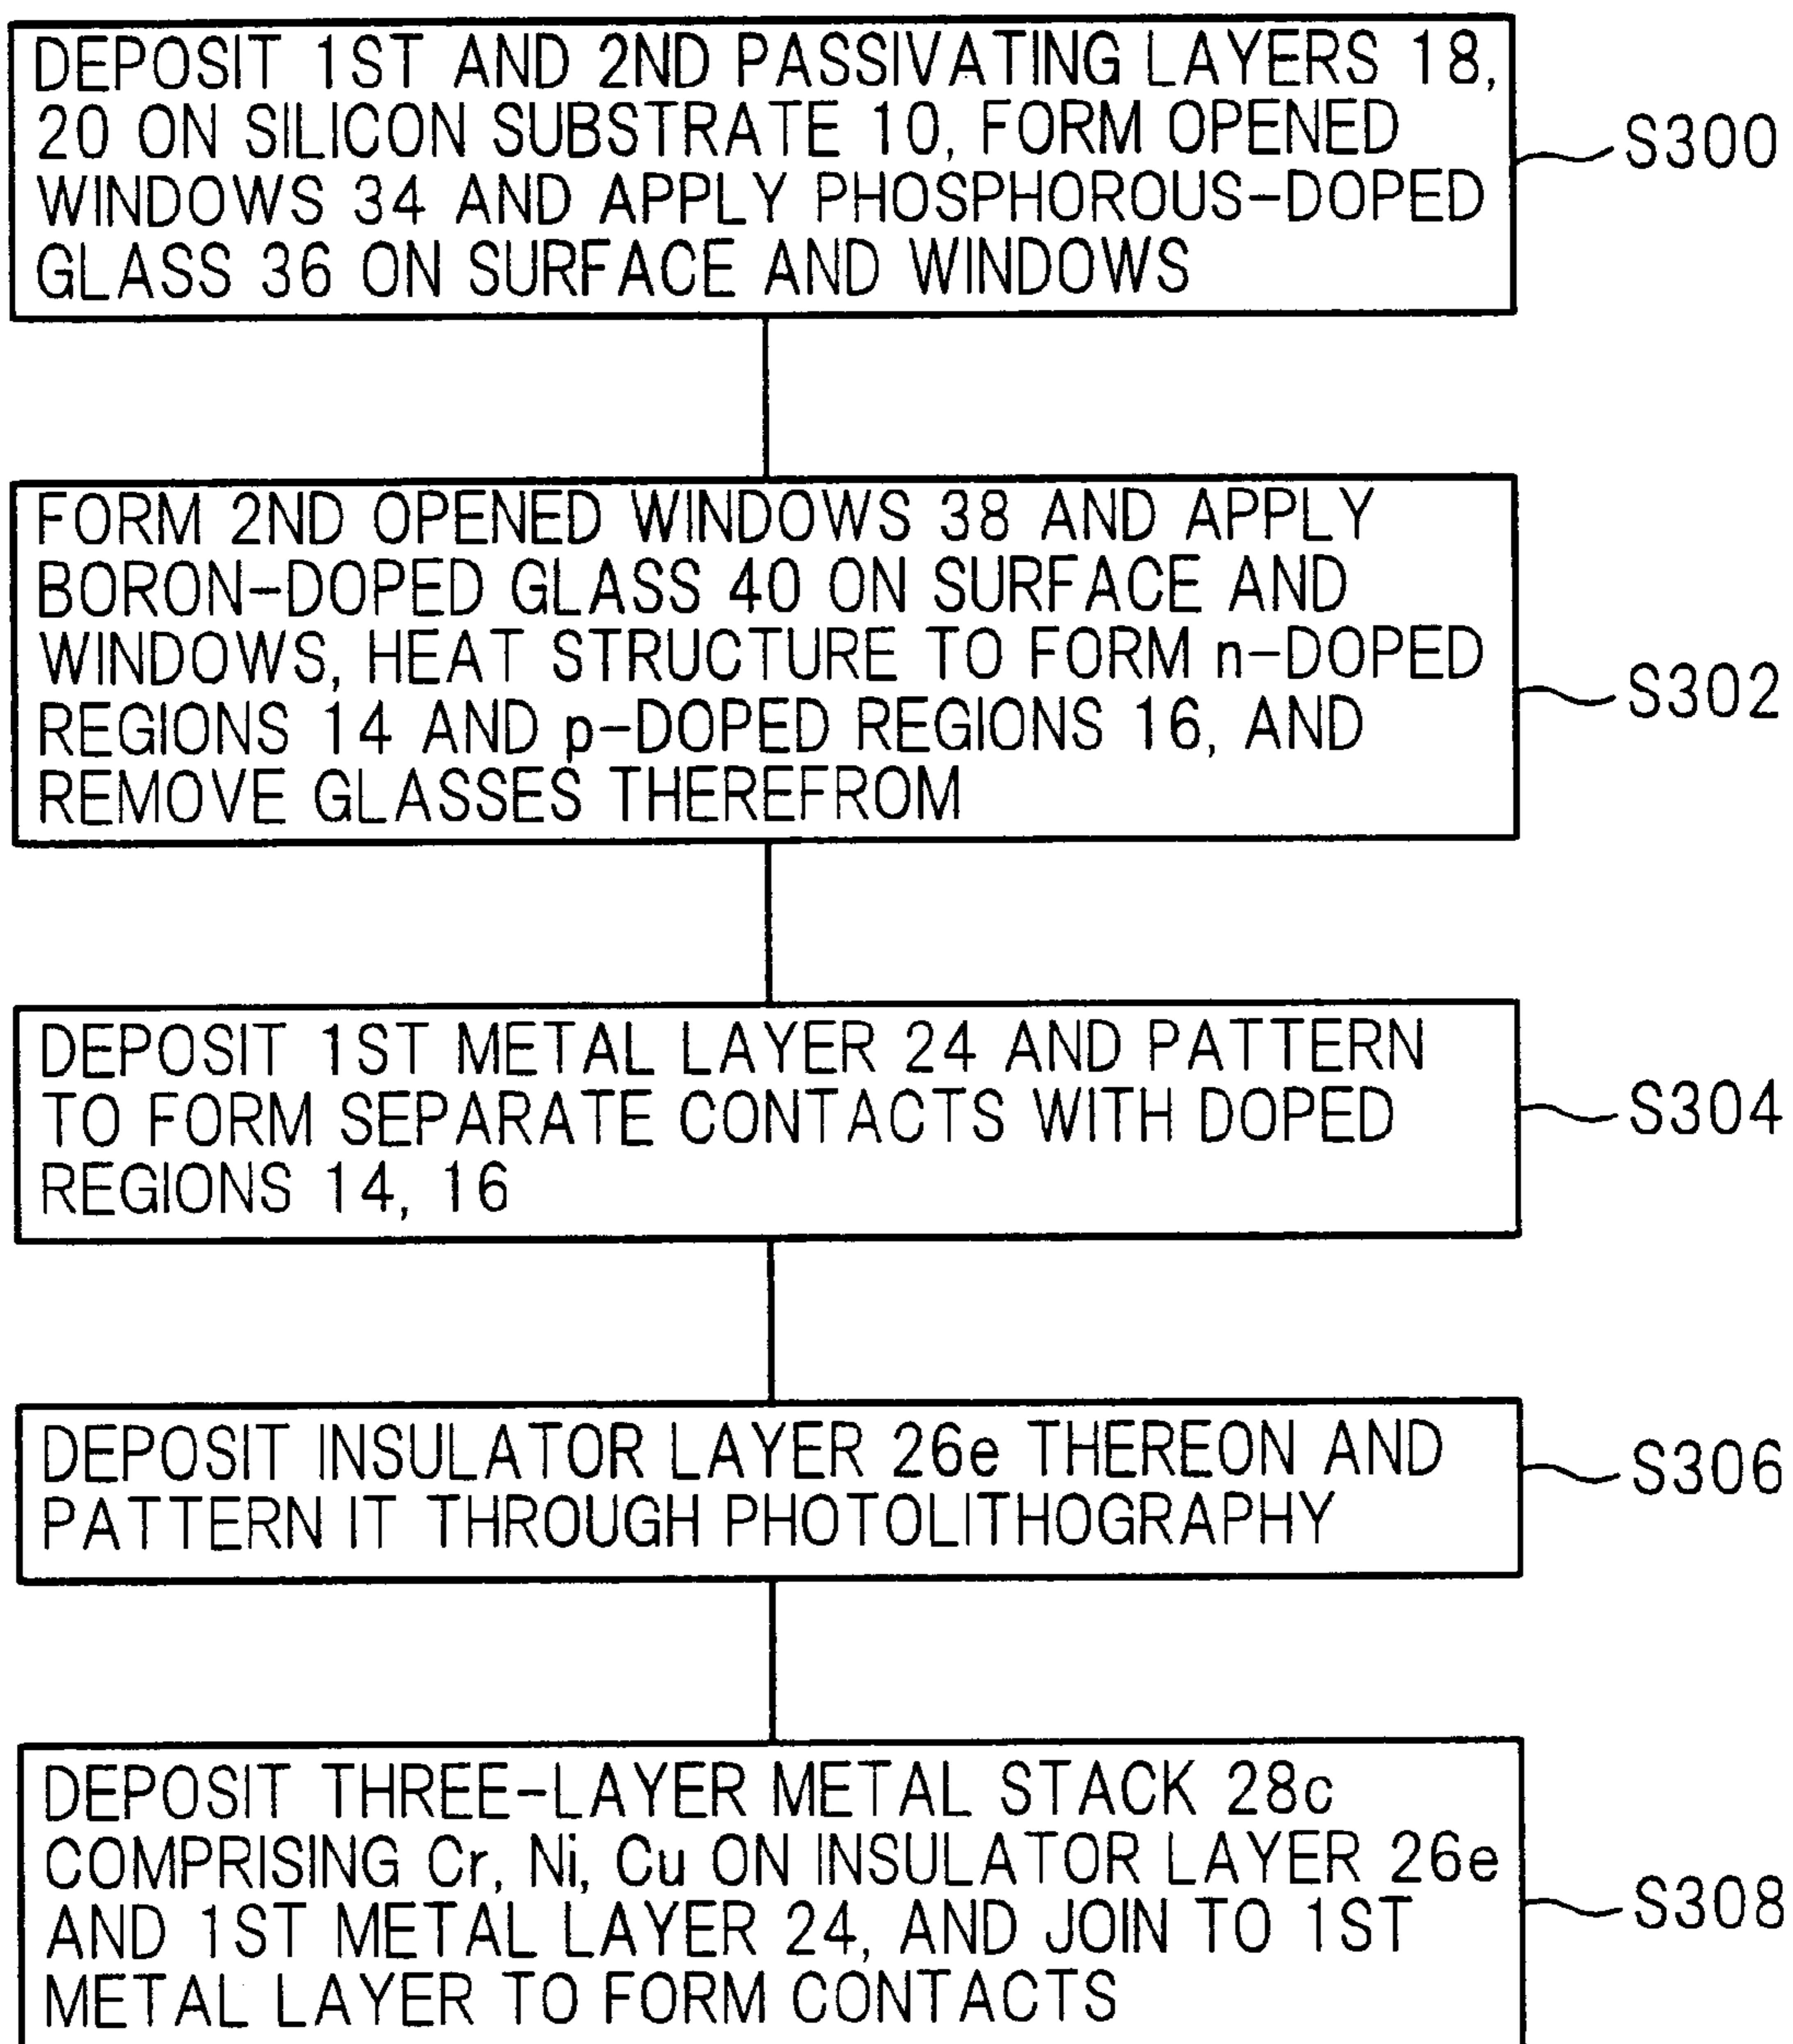 DEPOSIT 1ST AND 2ND PASSIVATING LAYERS 18,
20 ON SILICON SUBSTRATE 10, FORM OPENED
WINDOWS 34 AND APPLY PHOSPHOROUS-DOPED
GLASS 36 ON SURFACE AND WINDOWS
S300
FORM 2ND OPENED WINDOWS 38 AND APPLY
BORON-DOPED GLASS 40 ON SURFACE AND
WINDOWS, HEAT STRUCTURE TO FORM n-DOPED
REGIONS 14 AND p-DOPED REGIONS 16, AND
REMOVE GLASSES THEREFROM
S302
DEPOSIT 1ST METAL LAYER 24 AND PATTERN
TO FORM SEPARATE CONTACTS WITH DOPED
REGIONS 14, 16
S304
DEPOSIT INSULATOR LAYER 26e THEREON AND
PATTERN IT THROUGH PHOTOLITHOGRAPHY
S306
DEPOSIT THREE-LAYER METAL STACK 28c
COMPRISING Cr, Ni, Cu ON INSULATOR LAYER 26e
AND 1ST METAL LAYER 24, AND JOIN TO 1ST
METAL LAYER TO FORM CONTACTS
S308